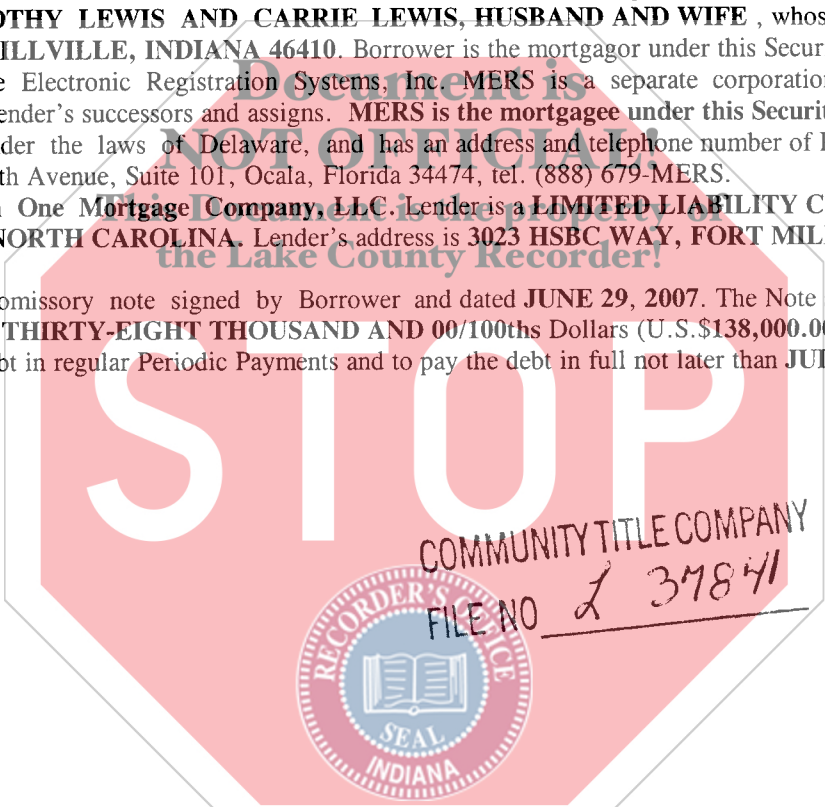 OTHY LEWIS AND CARRIE LEWIS, HUSBAND AND WIFE , whos
ILLVILLE, INDIANA 46410. Borrower is the mortgagor under this Secur
e Electronic Registration Systems, Inc. MERS is a separate corporation
ender's successors and assigns. MERS is the mortgagee under this Securit
der the laws of Delaware, and has an address and telephone number of
th Avenue, Suite 101, Ocala, Florida 34474, tel. (888) 679-MERS.
One Mortgage Company, LLC. Lender is a LIMITED LIABILITY C
NORTH CAROLINA. Lender's address is 3023 HSBC WAY, FORT MIL
omissory note signed by Borrower and dated JUNE 29, 2007. The Note
THIRTY-EIGHT THOUSAND AND 00/100ths Dollars (U.S.$138,000.00
bt in regular Periodic Payments and to pay the debt in full not later than JUL
Document is
NOT OFFICIAL!
This Document is the property of
the Lake County Recorder!
STOP
COMMUNITY TITLE COMPANY
FILE NO L 37841
RECORDER'S OFFICE
SEAL
INDIANA